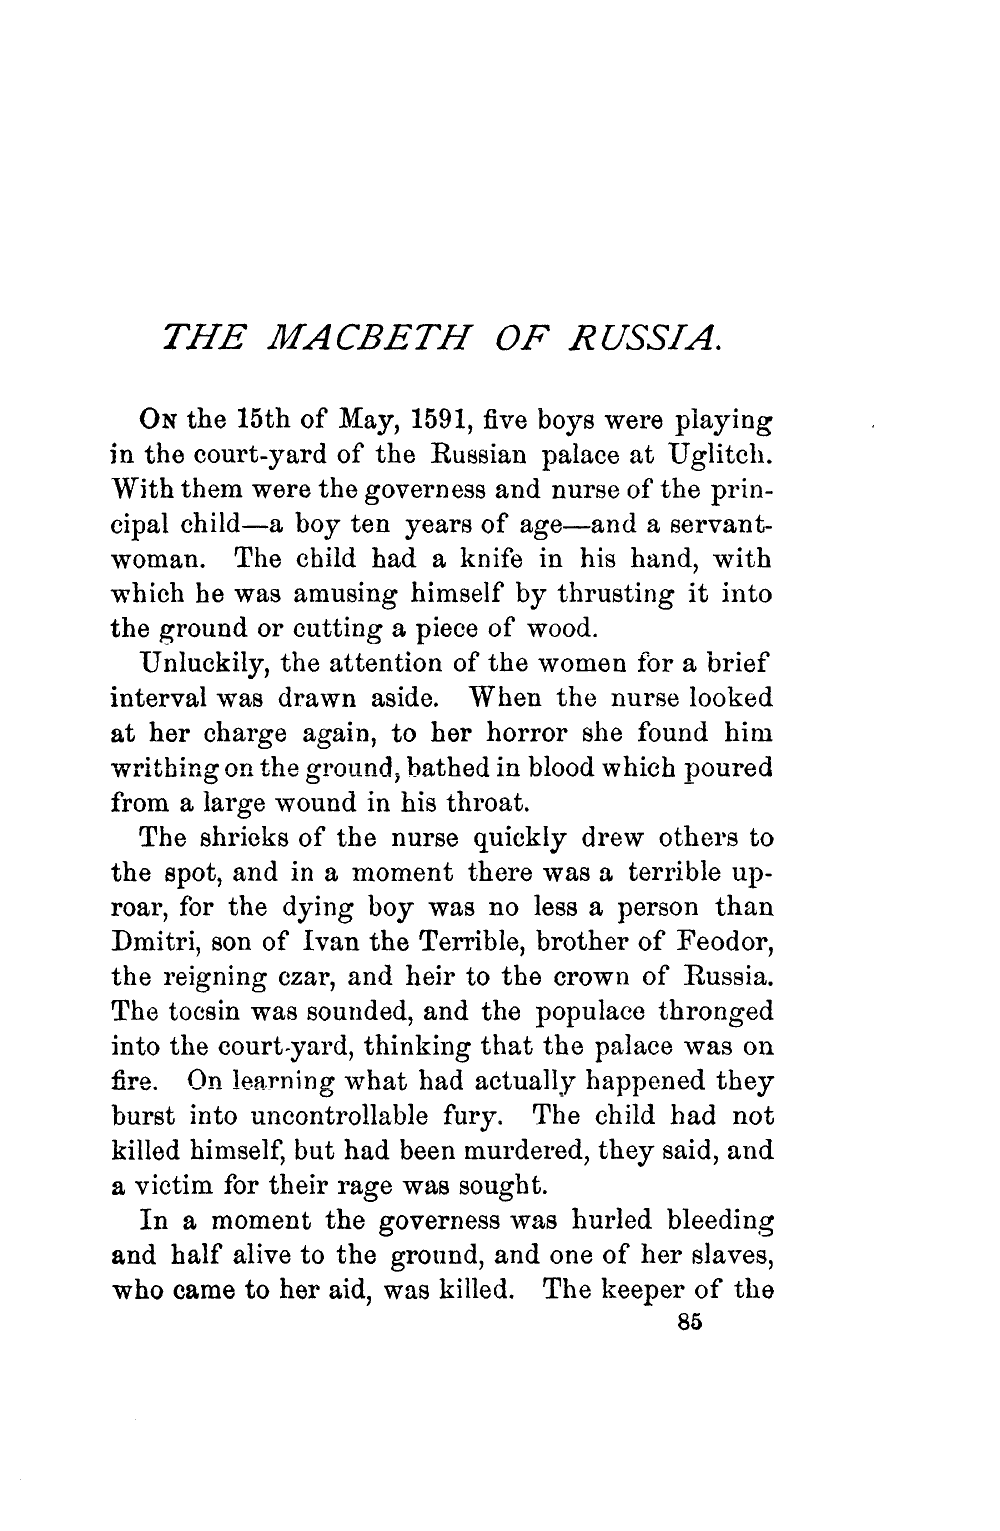 THE MACBETH OF RUSSIA.
ON the 15th of May, 1591, five boys were playing
in the court-yard of the Russian palace at Uglitch.
With them were the governess and nurse of the prin-
cipal child—a boy ten years of age—and a servant-
woman. The child had a knife in his hand, with
which he was amusing himself by thrusting it into
the ground or cutting a piece of wood.
Unluckily, the attention of the women for a brief
interval was drawn aside. When the nurse looked
at her charge again, to her horror she found him
writhing on the ground, bathed in blood which poured
from a large wound in his throat.
The shrieks of the nurse quickly drew others to
the spot, and in a moment there was a terrible up-
roar, for the dying boy was no less a person than
Dmitri, son of Ivan the Terrible, brother of Feodor,
the reigning czar, and heir to the crown of Russia.
The tocsin was sounded, and the populace thronged
into the court-yard, thinking that the palace was on
fire. On learning what had actually happened they
burst into uncontrollable fury. The child had not
killed himself, but had been murdered, they said, and
a victim for their rage was sought.
In a moment the governess was hurled bleeding
and half alive to the ground, and one of her slaves,
who came to her aid, was killed. The keeper of the
85